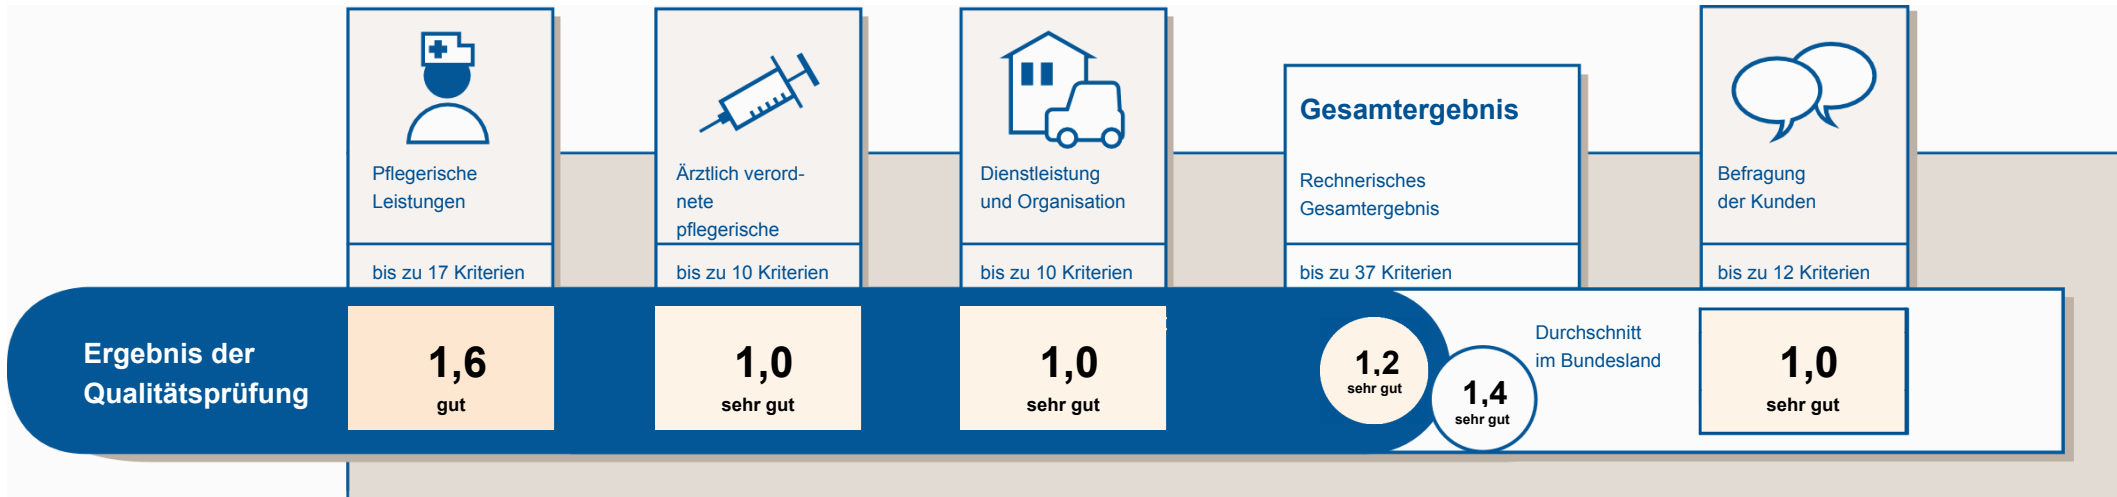 Pflegerische
Leistungen
bis zu 17 Kriterien
Ärztlich verord-
nete
pflegerische
bis zu 10 Kriterien
Dienstleistung
und Organisation
bis zu 10 Kriterien
Gesamtergebnis
Rechnerisches
Gesamtergebnis
bis zu 37 Kriterien
Befragung
der Kunden
bis zu 12 Kriterien
Ergebnis der
Qualitätsprüfung
1,6
gut
1,0
sehr gut
1,0
sehr gut
1,2
sehr gut
1,4
sehr gut
Durchschnitt
im Bundesland
1,0
sehr gut